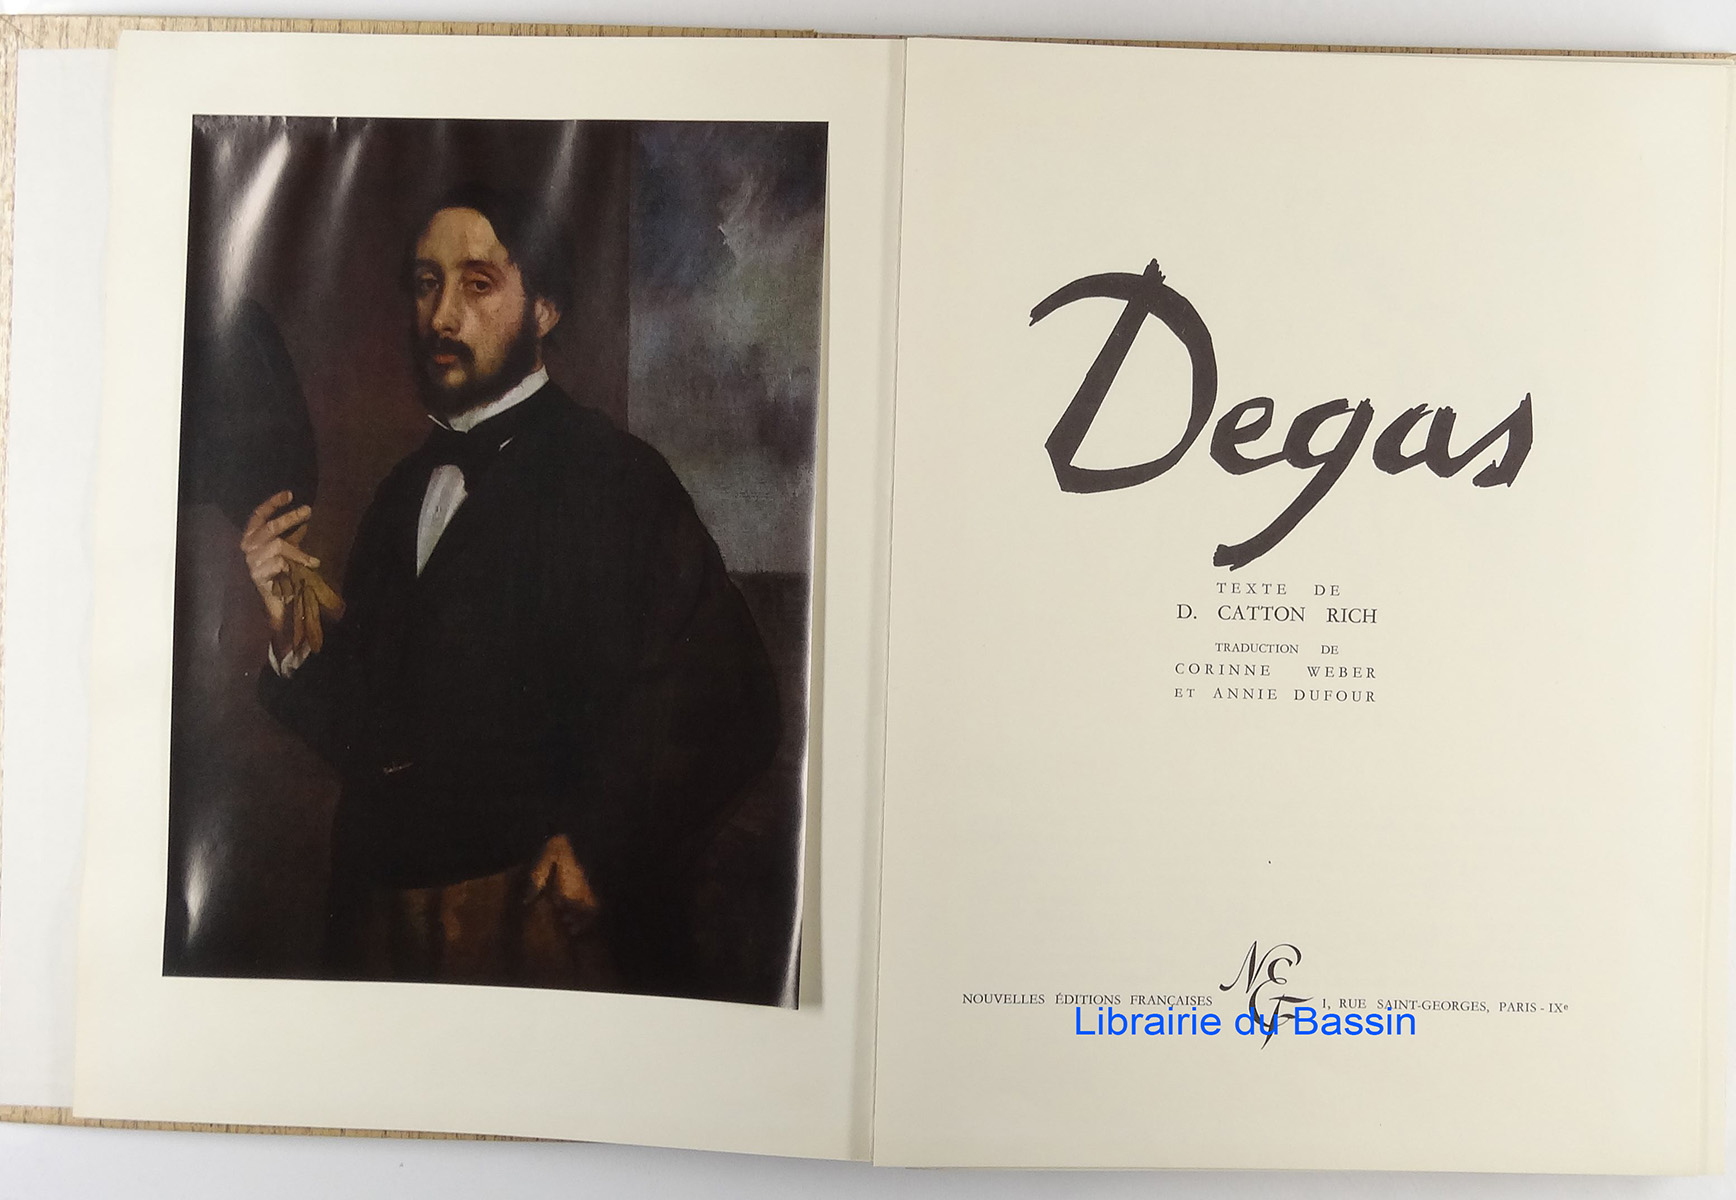 Degas
TEXTE DE
D. CATTON RICH
TRADUCTION DE
CORINNE WEBER
ET ANNIE DUFOUR
NEF
NOUVELLES ÉDITIONS FRANÇAISES 1, RUE SAINT-GEORGES, PARIS - IXe
Librairie du Bassin